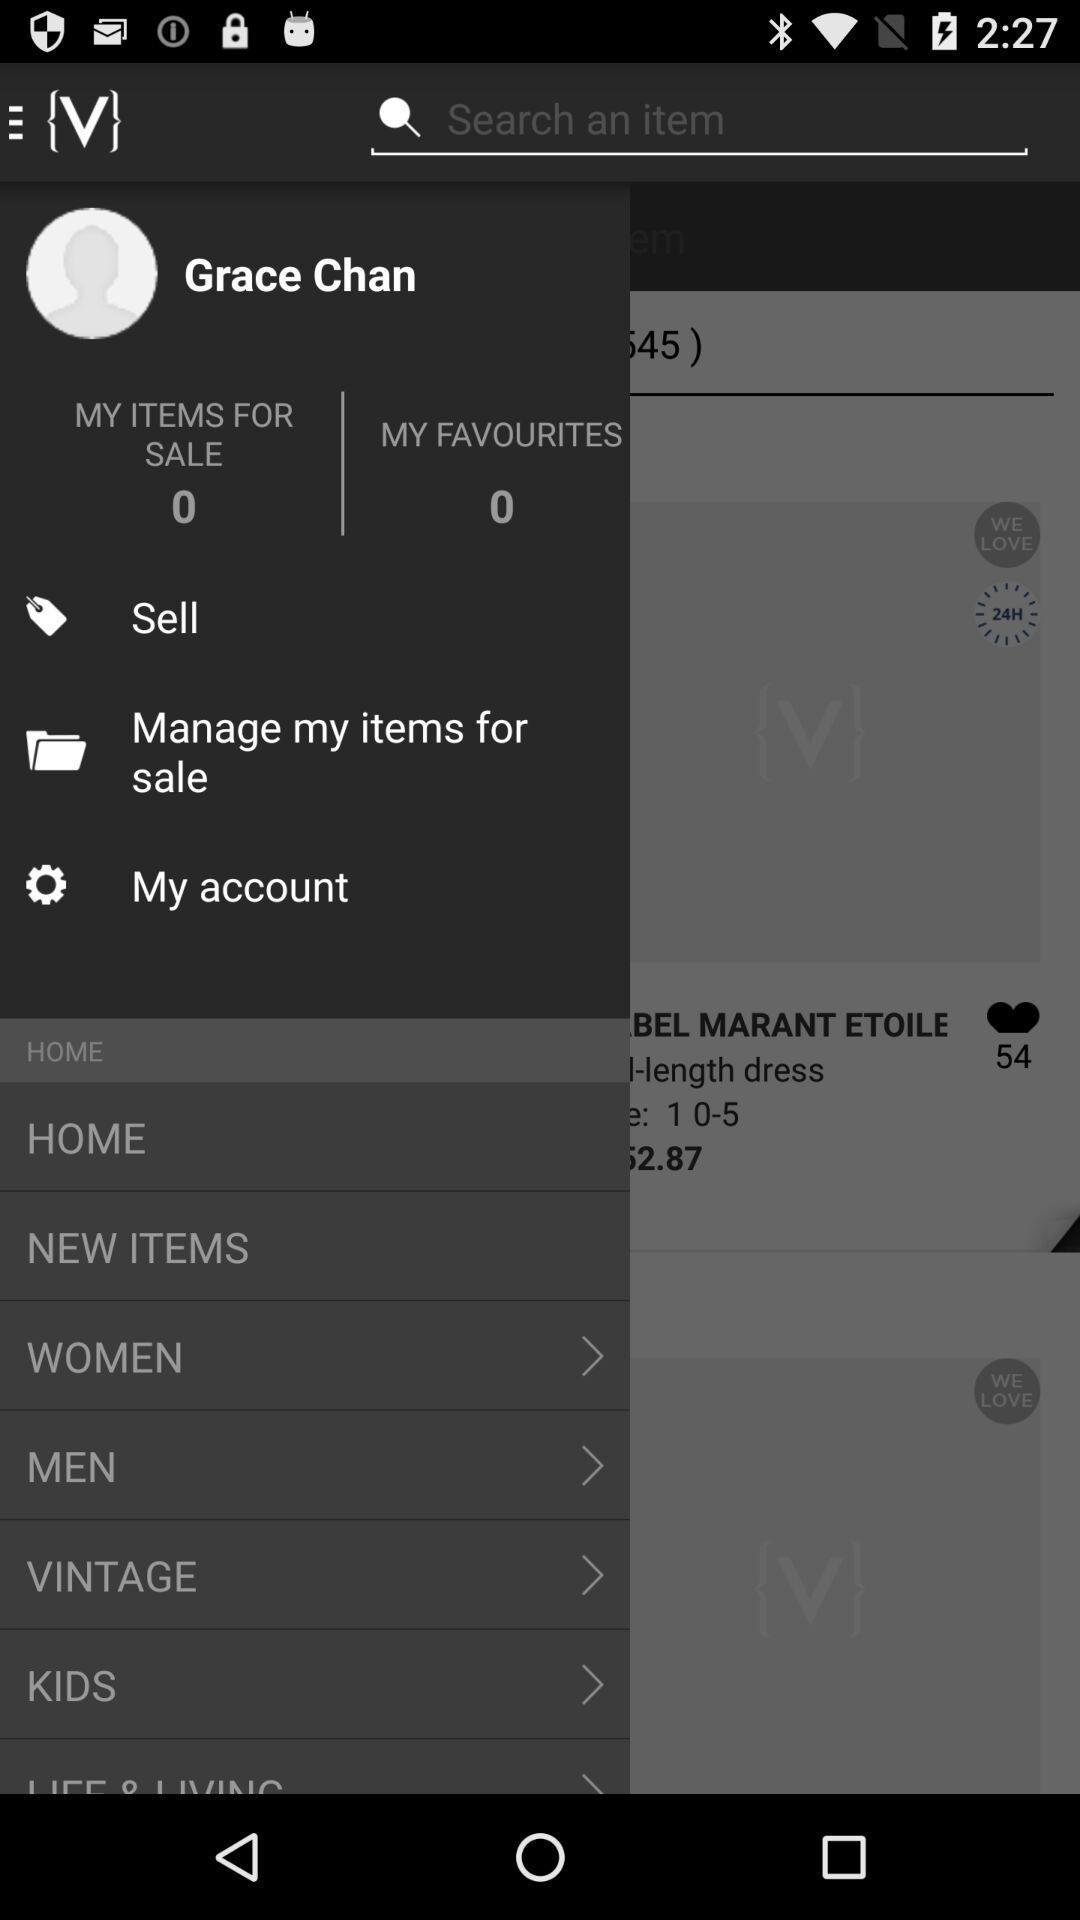 2:27
{V}
Search an item
em
Grace Chan
545 )
MY ITEMS FOR
SALE
0
MY FAVOURITES
0
WE
LOVE
24H
Sell
{V}
Manage my items for
sale
My account
BEL MARANT ETOILE
54
l-length dress
e: 1 0-5
52.87
HOME
HOME
NEW ITEMS
WOMEN
WE
LOVE
MEN
VINTAGE
{V}
KIDS
LIFE & LIVING